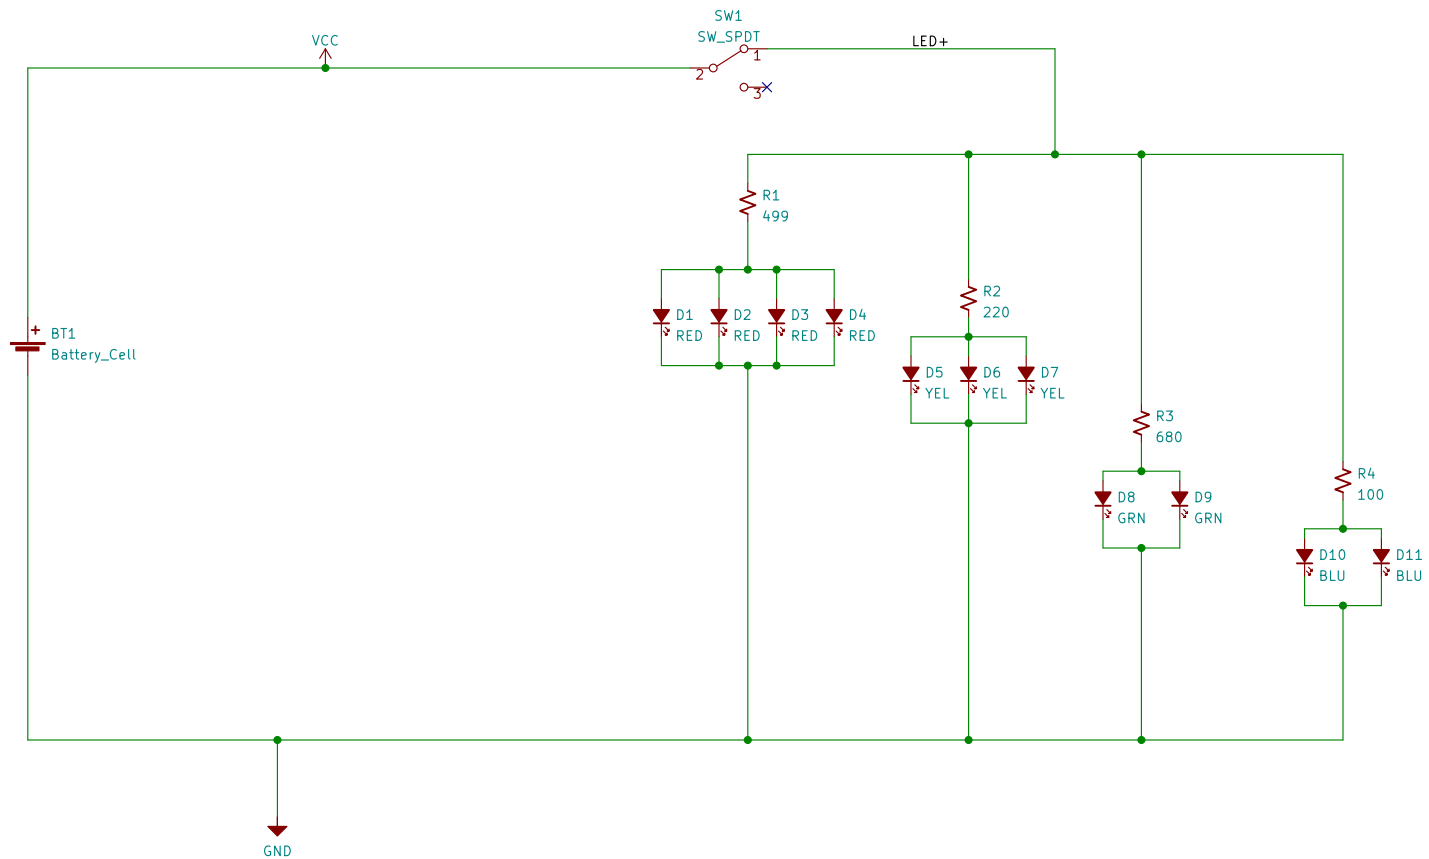 SW1
SW_SPDT
VCC
LED+
1
2
3
R1
499
R2
220
D1
RED
D2
RED
D3
RED
D4
RED
+
BT1
Battery_Cell
D5
YEL
D6
YEL
D7
YEL
R3
680
R4
100
D8
GRN
D9
GRN
D10
BLU
D11
BLU
GND